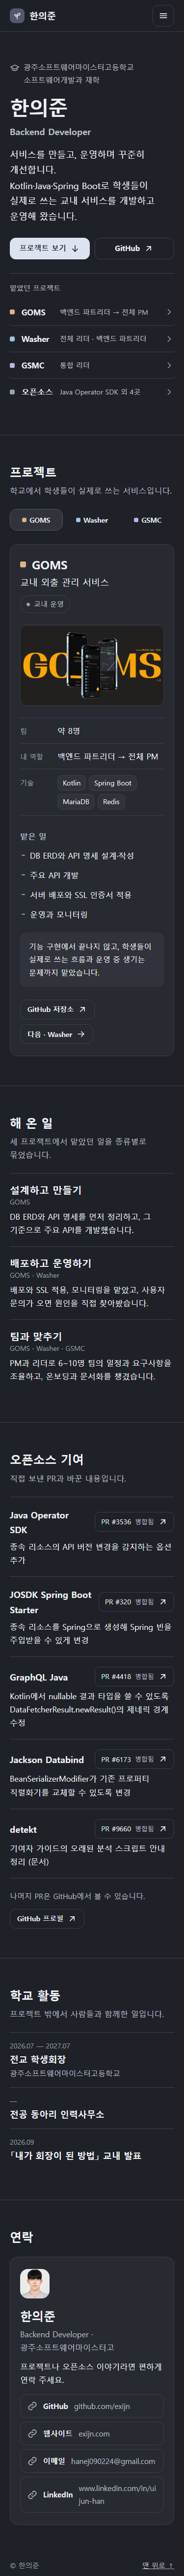 한의준
광주소프트웨어마이스터고등학교
소프트웨어개발과 재학
한의준
Backend Developer
서비스를 만들고, 운영하며 꾸준히
개선합니다.
Kotlin·Java·Spring Boot로 학생들이
실제로 쓰는 교내 서비스를 개발하고
운영해 왔습니다.
프로젝트 보기 ↓
GitHub ↗
맡았던 프로젝트
GOMS 백엔드 파트리더 → 전체 PM
Washer 전체 리더 · 백엔드 파트리더
GSMC 통합 리더
오픈소스 Java Operator SDK 외 4곳
프로젝트
학교에서 학생들이 실제로 쓰는 서비스입니다.
GOMS Washer GSMC
GOMS
교내 외출 관리 서비스
교내 운영
GOMS
팀 약 8명
내 역할 백엔드 파트리더 → 전체 PM
기술 Kotlin Spring Boot
MariaDB Redis
맡은 일
- DB ERD와 API 명세 설계·작성
- 주요 API 개발
- 서버 배포와 SSL 인증서 적용
- 운영과 모니터링
기능 구현에서 끝나지 않고, 학생들이
실제로 쓰는 흐름과 운영 중 생기는
문제까지 맡았습니다.
GitHub 저장소 ↗
다음 · Washer →
해 온 일
세 프로젝트에서 맡았던 일을 종류별로
묶었습니다.
설계하고 만들기
GOMS
DB ERD와 API 명세를 먼저 정리하고, 그
기준으로 주요 API를 개발했습니다.
배포하고 운영하기
GOMS · Washer
배포와 SSL 적용, 모니터링을 맡았고, 사용자
문의가 오면 원인을 직접 찾아봤습니다.
팀과 맞추기
GOMS · Washer · GSMC
PM과 리더로 6~10명 팀의 일정과 요구사항을
조율하고, 온보딩과 문서화를 챙겼습니다.
오픈소스 기여
직접 보낸 PR과 바꾼 내용입니다.
Java Operator
SDK
PR #3536 병합됨 ↗
종속 리소스의 API 버전 변경을 감지하는 옵션
추가
JOSDK Spring Boot
Starter
PR #320 병합됨 ↗
종속 리소스를 Spring으로 생성해 Spring 빈을
주입받을 수 있게 변경
GraphQL Java PR #4418 병합됨 ↗
Kotlin에서 nullable 결과 타입을 쓸 수 있도록
DataFetcherResult.newResult()의 제네릭 경계
수정
Jackson Databind PR #6173 병합됨 ↗
BeanSerializerModifier가 기존 프로퍼티
직렬화기를 교체할 수 있도록 변경
detekt PR #9660 병합됨 ↗
기여자 가이드의 오래된 분석 스크립트 안내
정리 (문서)
나머지 PR은 GitHub에서 볼 수 있습니다.
GitHub 프로필 ↗
학교 활동
프로젝트 밖에서 사람들과 함께한 일입니다.
2026.07 — 2027.07
전교 학생회장
광주소프트웨어마이스터고등학교
—
전공 동아리 인력사무소
2026.09
「내가 회장이 된 방법」 교내 발표
연락
한의준
Backend Developer ·
광주소프트웨어마이스터고
프로젝트나 오픈소스 이야기라면 편하게
연락 주세요.
GitHub github.com/exijn
웹사이트 exijn.com
이메일 hanej090224@gmail.com
LinkedIn www.linkedin.com/in/ui
jun-han
© 한의준
맨 위로 ↑